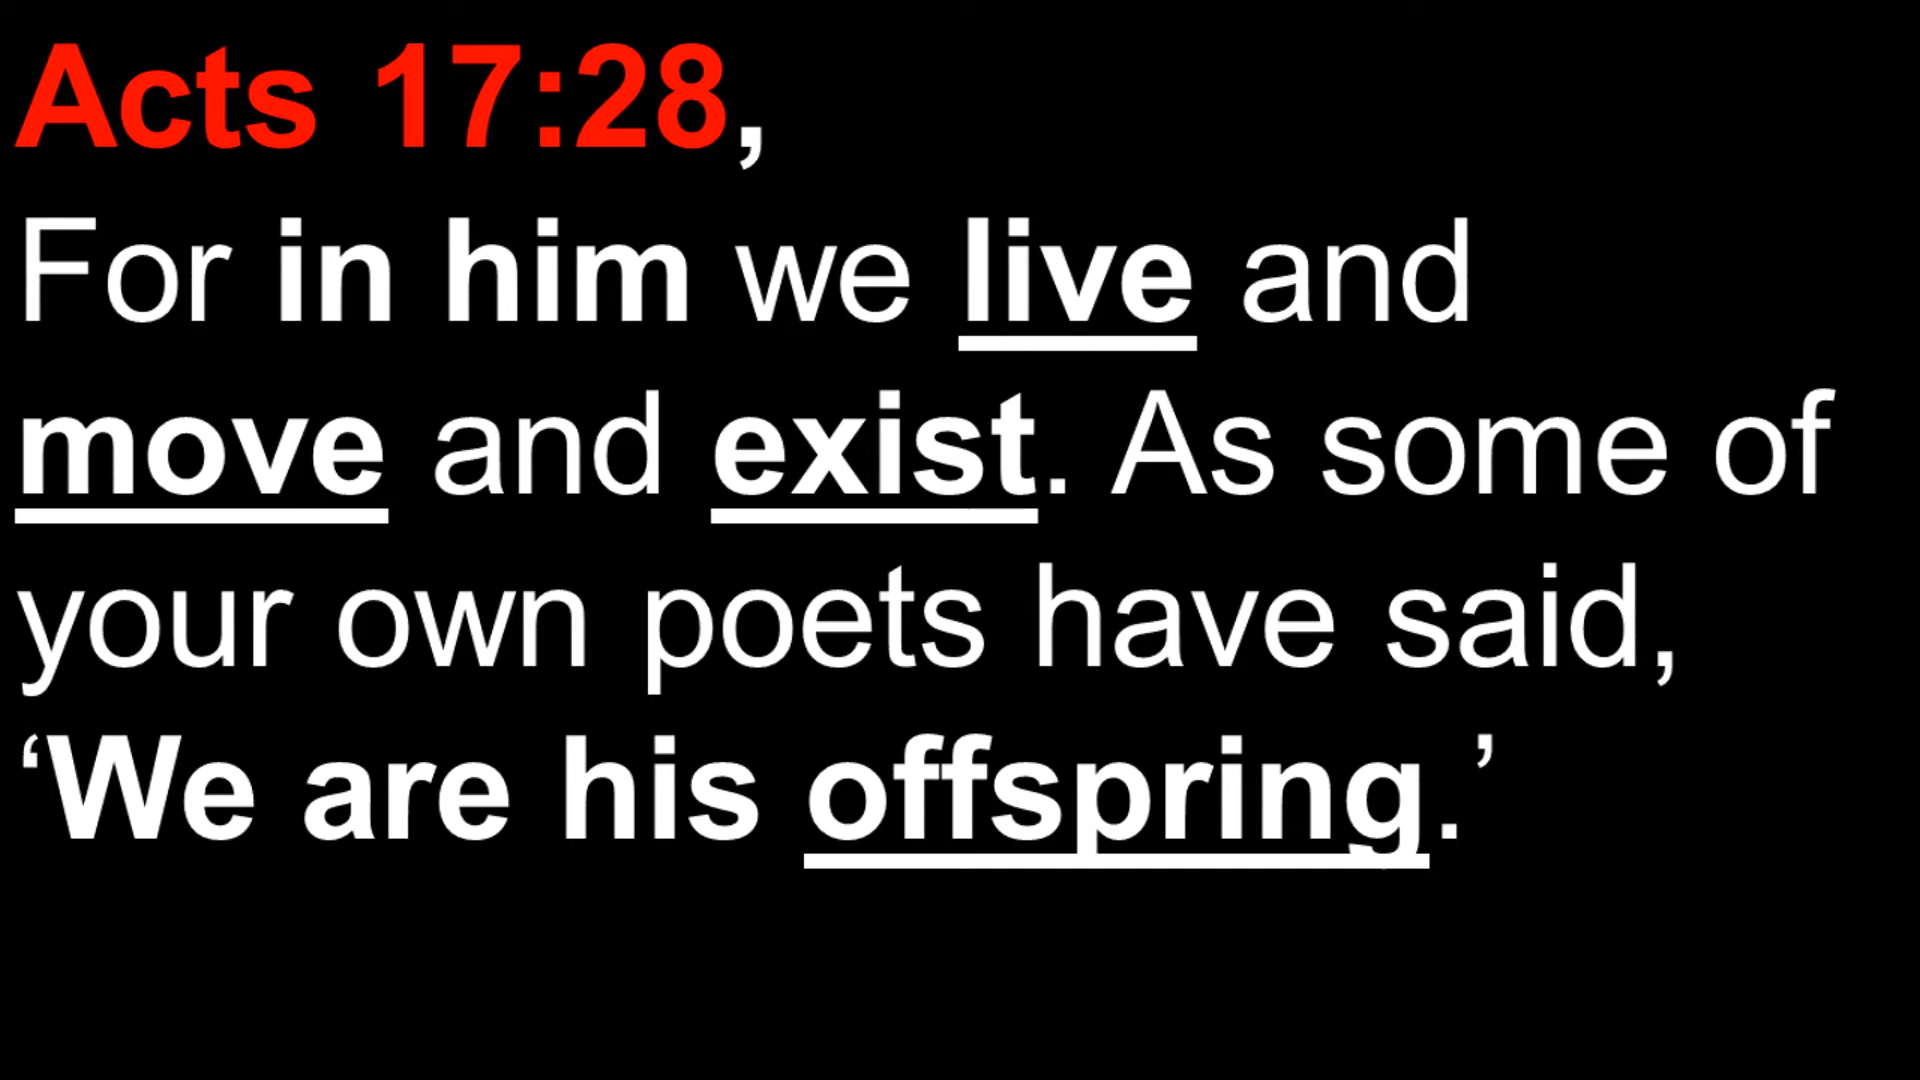 Acts 17:28,
For in him we live and
move and exist. As some of
your own poets have said,
‘We are his offspring.’